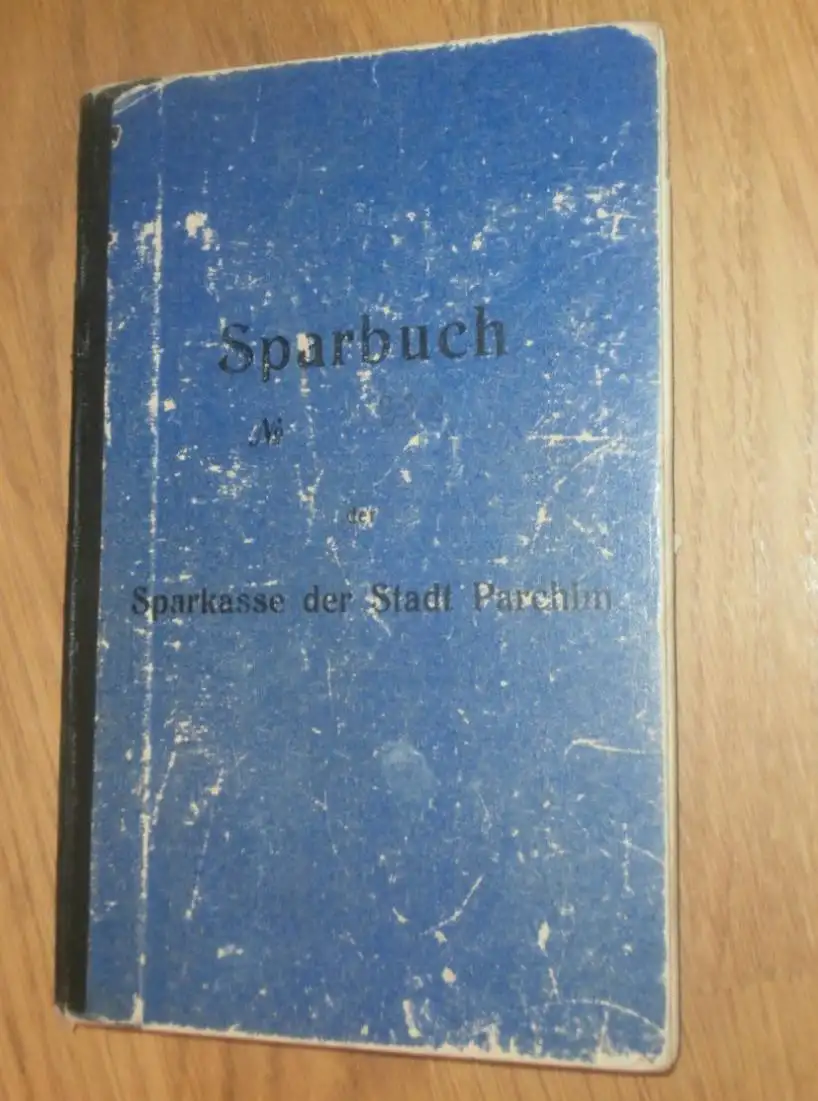 Sparbuch
№
der
Sparkasse der Stadt Parchim